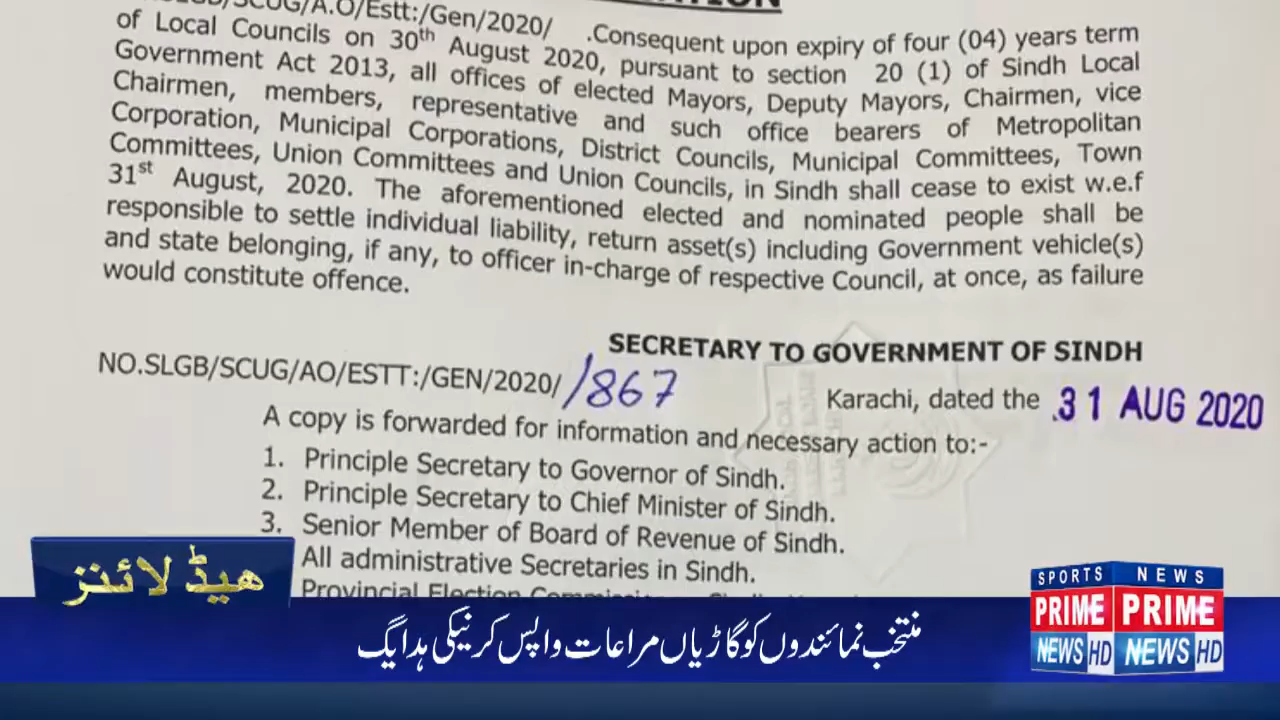 /SCUG/A.O/Estt:/Gen/2020/ .Consequent upon expiry of four (04) years term
of Local Councils on 30th August 2020, pursuant to section 20 (1) of Sindh Local
Government Act 2013, all offices of elected Mayors, Deputy Mayors, Chairmen, vice
Chairmen, members, representative and such office bearers of Metropolitan
Corporation, Municipal Corporations, District Councils, Municipal Committees, Town
Committees, Union Committees and Union Councils, in Sindh shall cease to exist w.e.f
31st August, 2020. The aforementioned elected and nominated people shall be
responsible to settle individual liability, return asset(s) including Government vehicle(s)
and state belonging, if any, to officer in-charge of respective Council, at once, as failure
would constitute offence.
SECRETARY TO GOVERNMENT OF SINDH
NO.SLGB/SCUG/AO/ESTT:/GEN/2020/ /867
Karachi, dated the 31 AUG 2020
A copy is forwarded for information and necessary action to:-
1. Principle Secretary to Governor of Sindh.
2. Principle Secretary to Chief Minister of Sindh.
3. Senior Member of Board of Revenue of Sindh.
All administrative Secretaries in Sindh.
Provincial Election
ھیڈ لائنز
منتخب نمائندوں کو گاڑیاں مراعات واپس کرنیکی ہدایگ
SPORTS NEWS
PRIME PRIME
NEWS HD NEWS HD